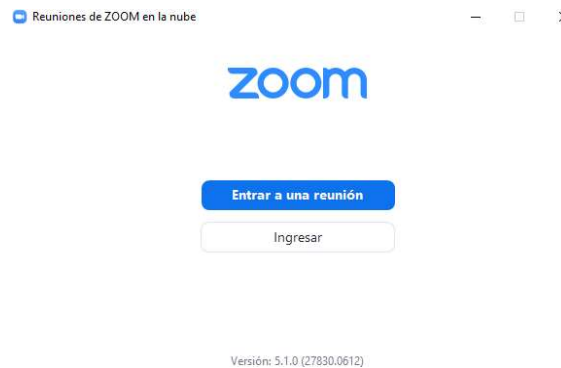 Reuniones de ZOOM en la nube
zoom
Entrar a una reunión
Ingresar
Versión: 5.1.0 (27830.0612)